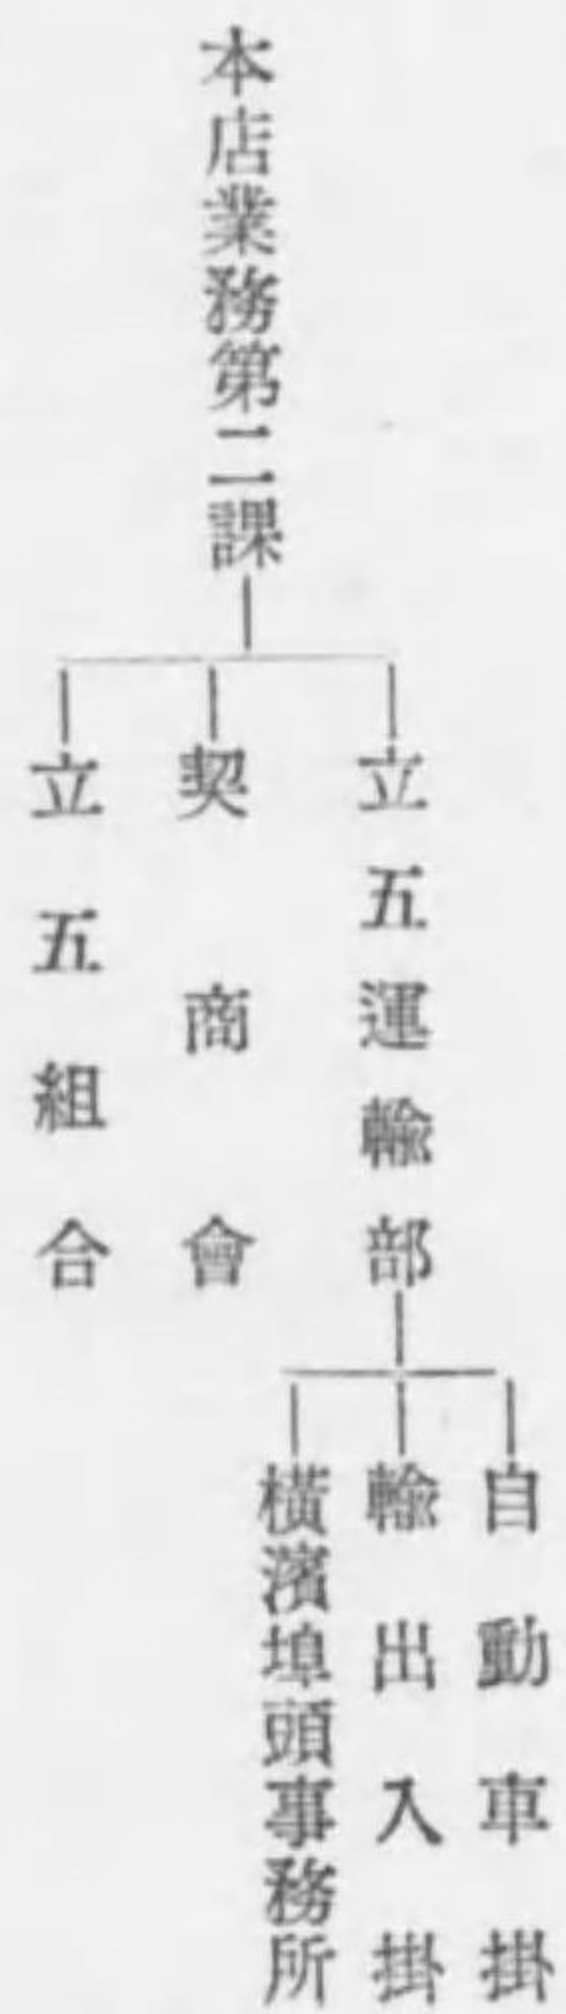 本店業務第二課
立五運輸部
自動車掛
輸出入掛
橫濱埠頭事務所
契商會
立五組合